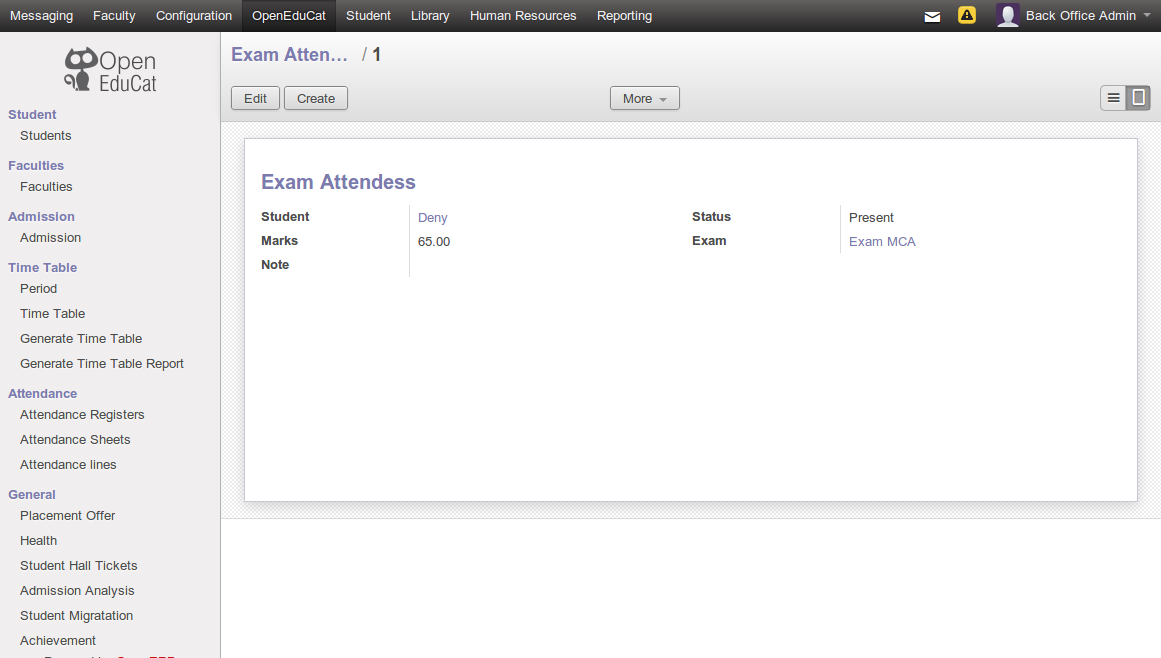 Messaging Faculty Configuration OpenEduCat Student Library Human Resources Reporting Back Office Admin
Open
EduCat
Student
Students
Faculties
Faculties
Admission
Admission
Time Table
Period
Time Table
Generate Time Table
Generate Time Table Report
Attendance
Attendance Registers
Attendance Sheets
Attendance lines
General
Placement Offer
Health
Student Hall Tickets
Admission Analysis
Student Migratation
Achievement
Exam Atten... / 1
Edit Create More
Exam Attendess
Student Deny Status Present
Marks 65.00 Exam Exam MCA
Note